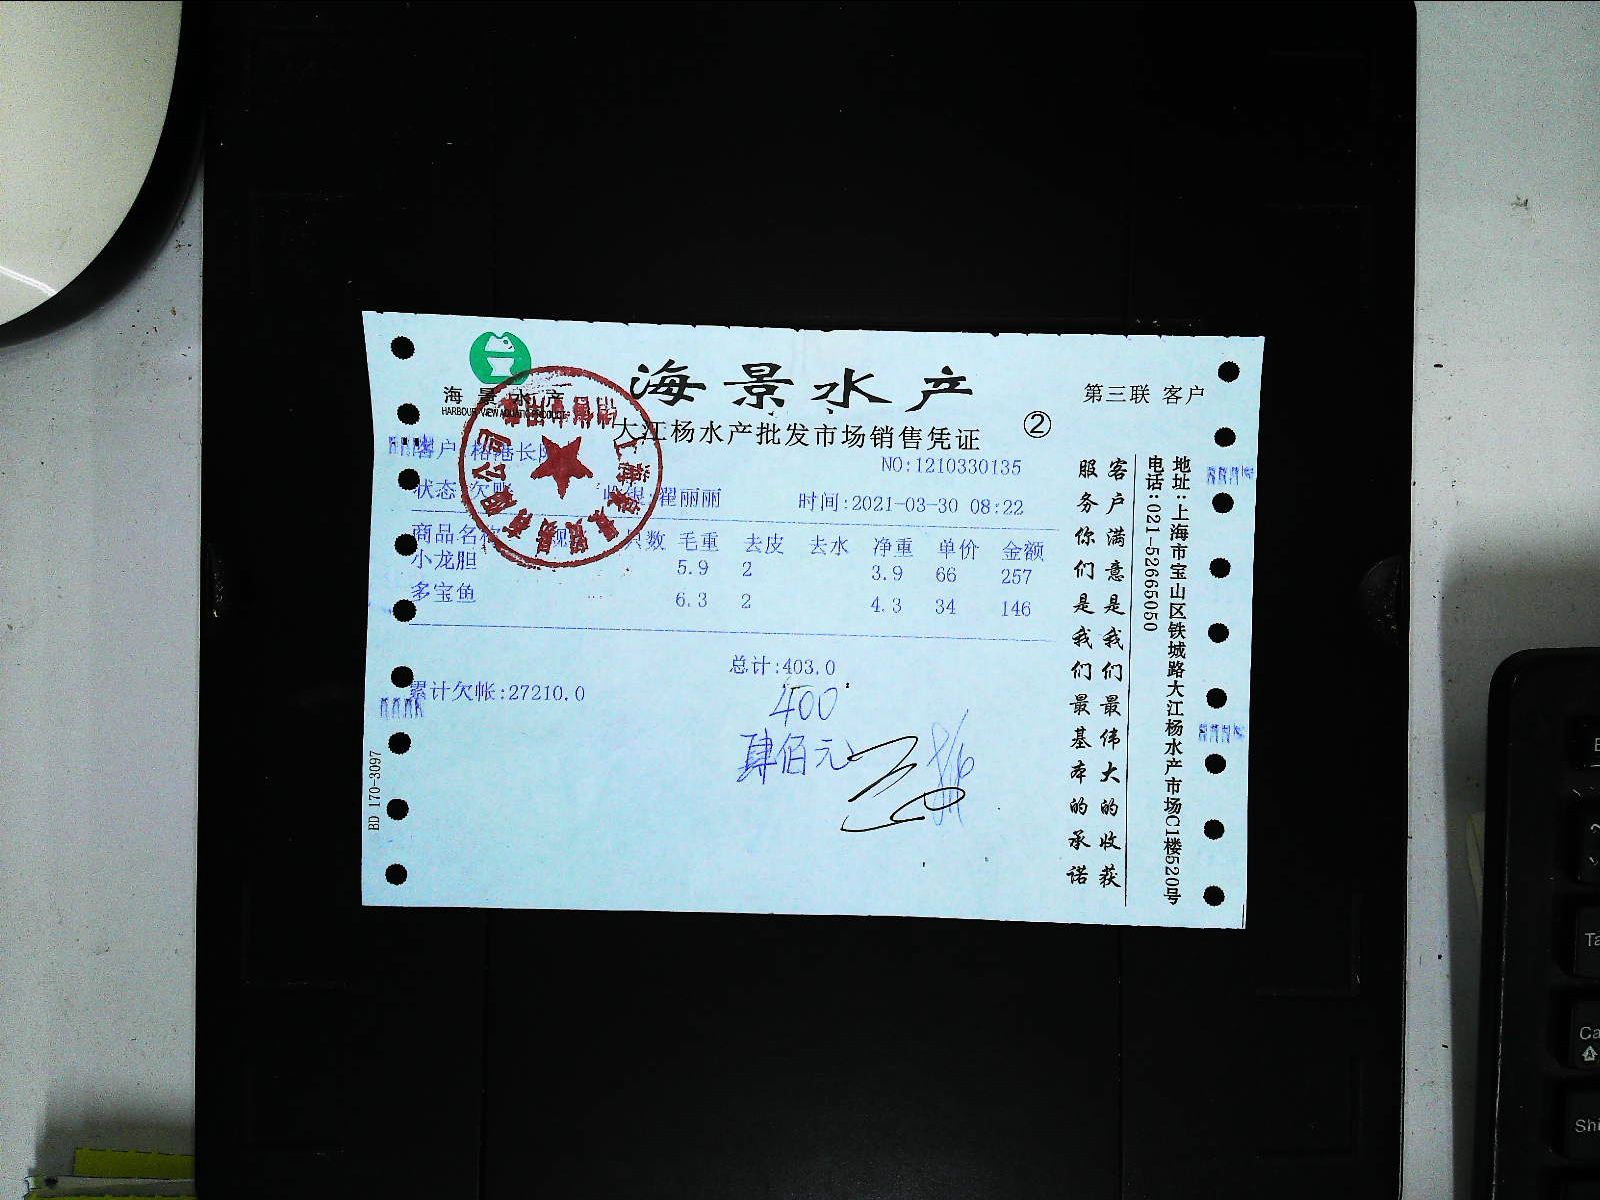 海景水产
HARBOUR VIEW AQUATIC PRODUCT
海景水产
第三联 客户
大江杨水产批发市场销售凭证
②
NO:1210330135
客户
状态:欠账
翟丽丽
时间:2021-03-30 08:22
商品名称 只数 毛重 去皮 去水 净重 单价 金额
小龙胆 5.9 2 3.9 66 257
多宝鱼 6.3 2 4.3 34 146
总计:403.0
累计欠帐:27210.0
400
肆佰元
客户满意是我们最伟大的收获
服务你们是我们最基本的承诺
地址:上海市宝山区铁城路大江杨水产市场C1楼520号
电话:021-52665050
BD 170-3097